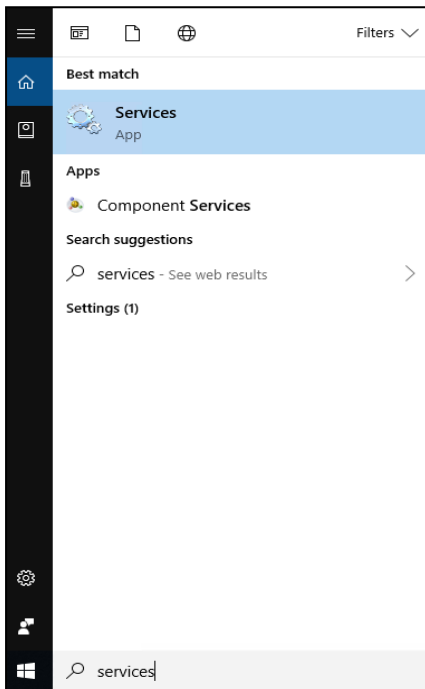 Filters
Best match
Services
App
Apps
Component Services
Search suggestions
services - See web results
Settings (1)
services